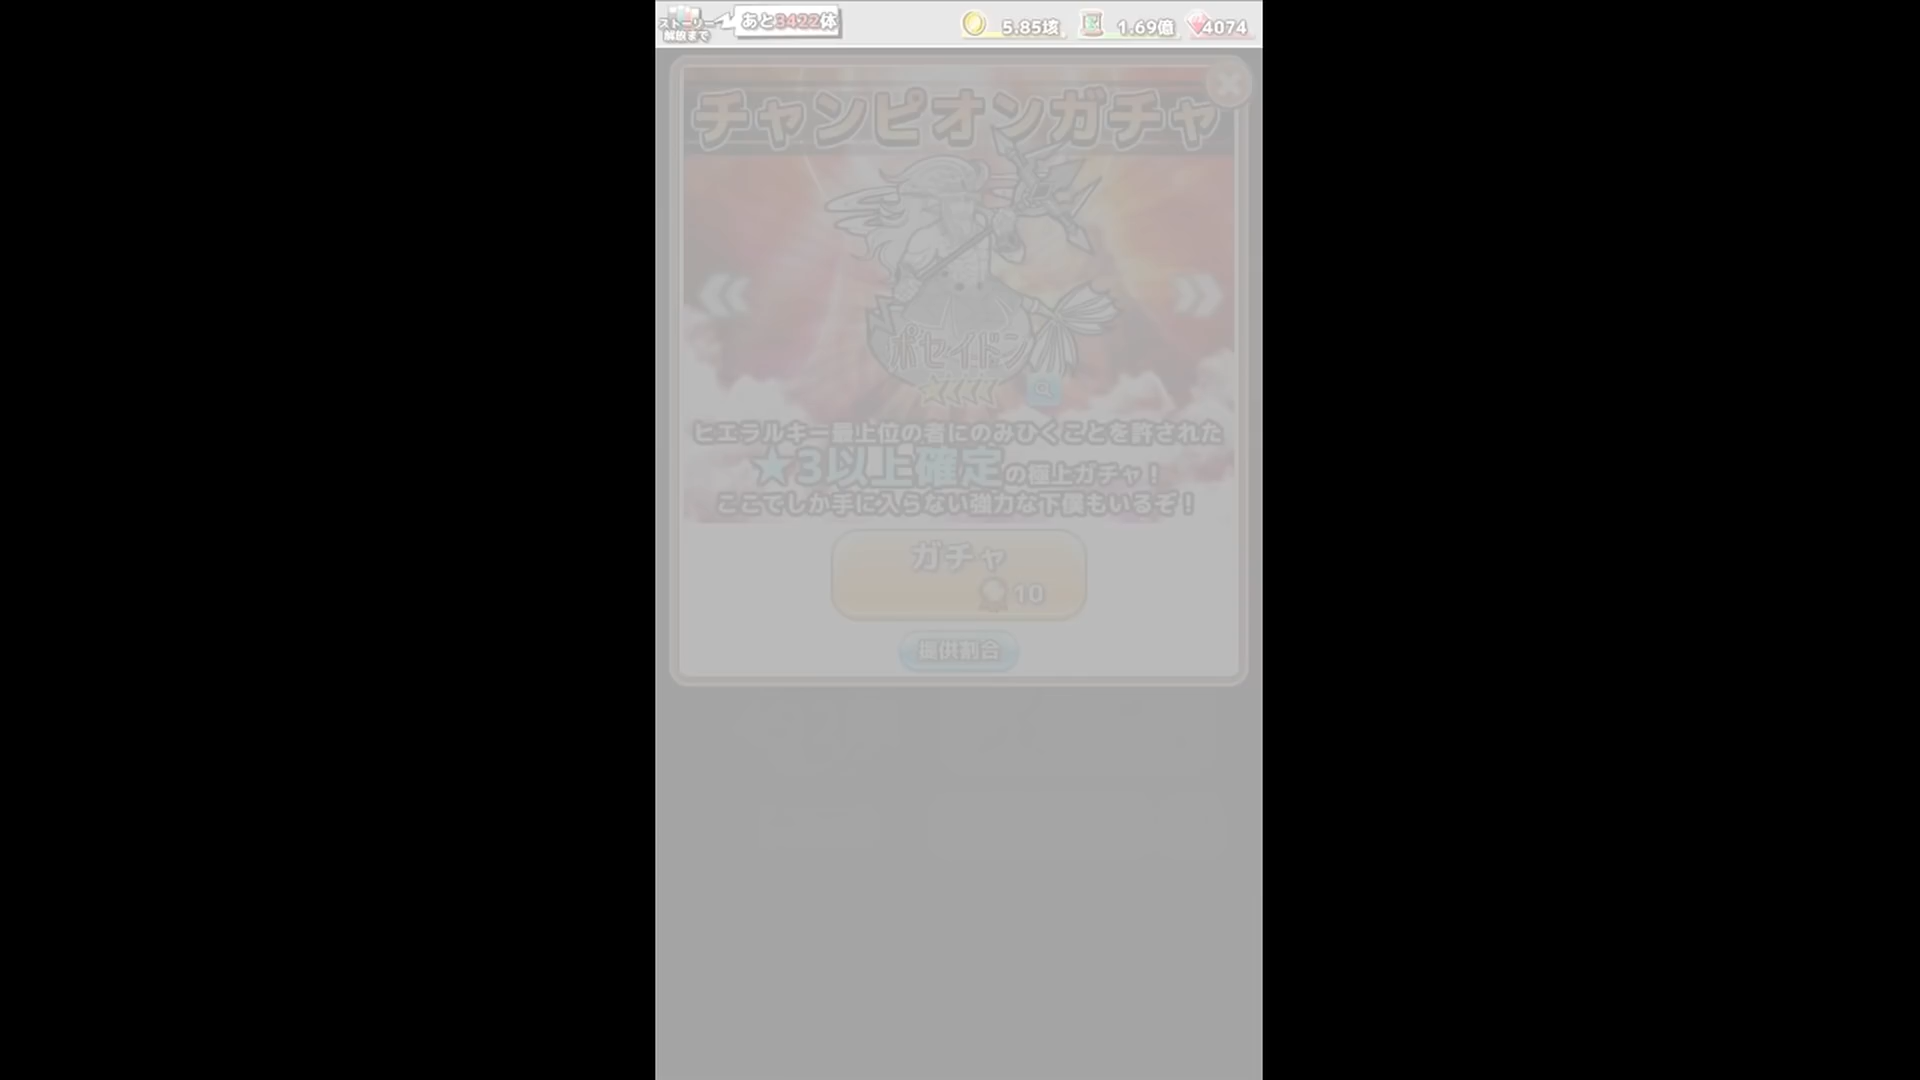 ストーリー
解放まで
あと3422体
5.85垓
1.69億
4074
チャンピオンガチャ
ポセイドン
ヒエラルキー最上位の者にのみひくことを許された
★3以上確定の極上ガチャ！
ここでしか手に入らない強力な下僕もいるぞ！
ガチャ
10
提供割合